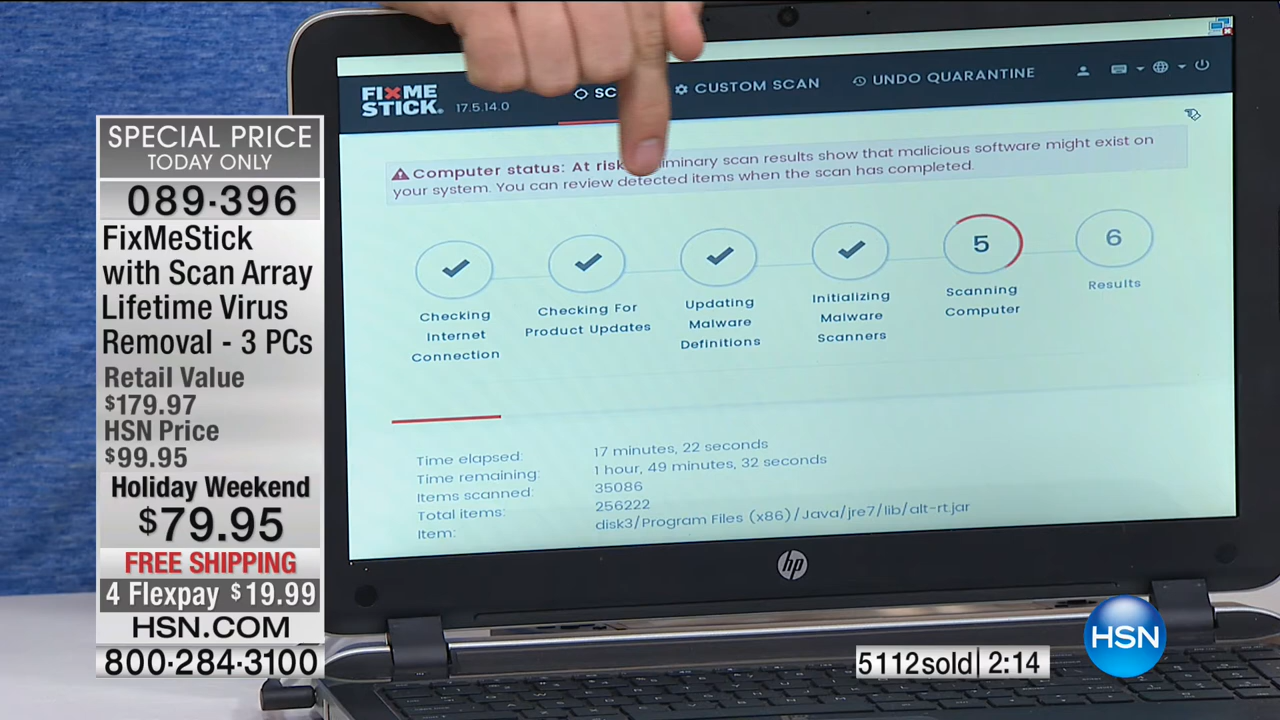 SPECIAL PRICE
TODAY ONLY
089-396
FixMeStick
with Scan Array
Lifetime Virus
Removal - 3 PCs
Retail Value
$179.97
HSN Price
$99.95
Holiday Weekend
$79.95
FREE SHIPPING
4 Flexpay $19.99
HSN.COM
800-284-3100
FIXME
STICK. 17.5.14.0
SC
CUSTOM SCAN
UNDO QUARANTINE
Computer status: At risk scan results show that malicious software might exist on
your system. You can review detected items when the scan has completed.
Checking
Internet
Connection
Checking For
Product Updates
Updating
Malware
Definitions
Initializing
Malware
Scanners
5
Scanning
Computer
6
Results
Time elapsed: 17 minutes, 22 seconds
Time remaining: 1 hour, 49 minutes, 32 seconds
Items scanned: 35086
Total items: 256222
Item: disk3/Program Files (x86)/Java/jre7/lib/alt-rt.jar
hp
HSN
5112sold | 2:14